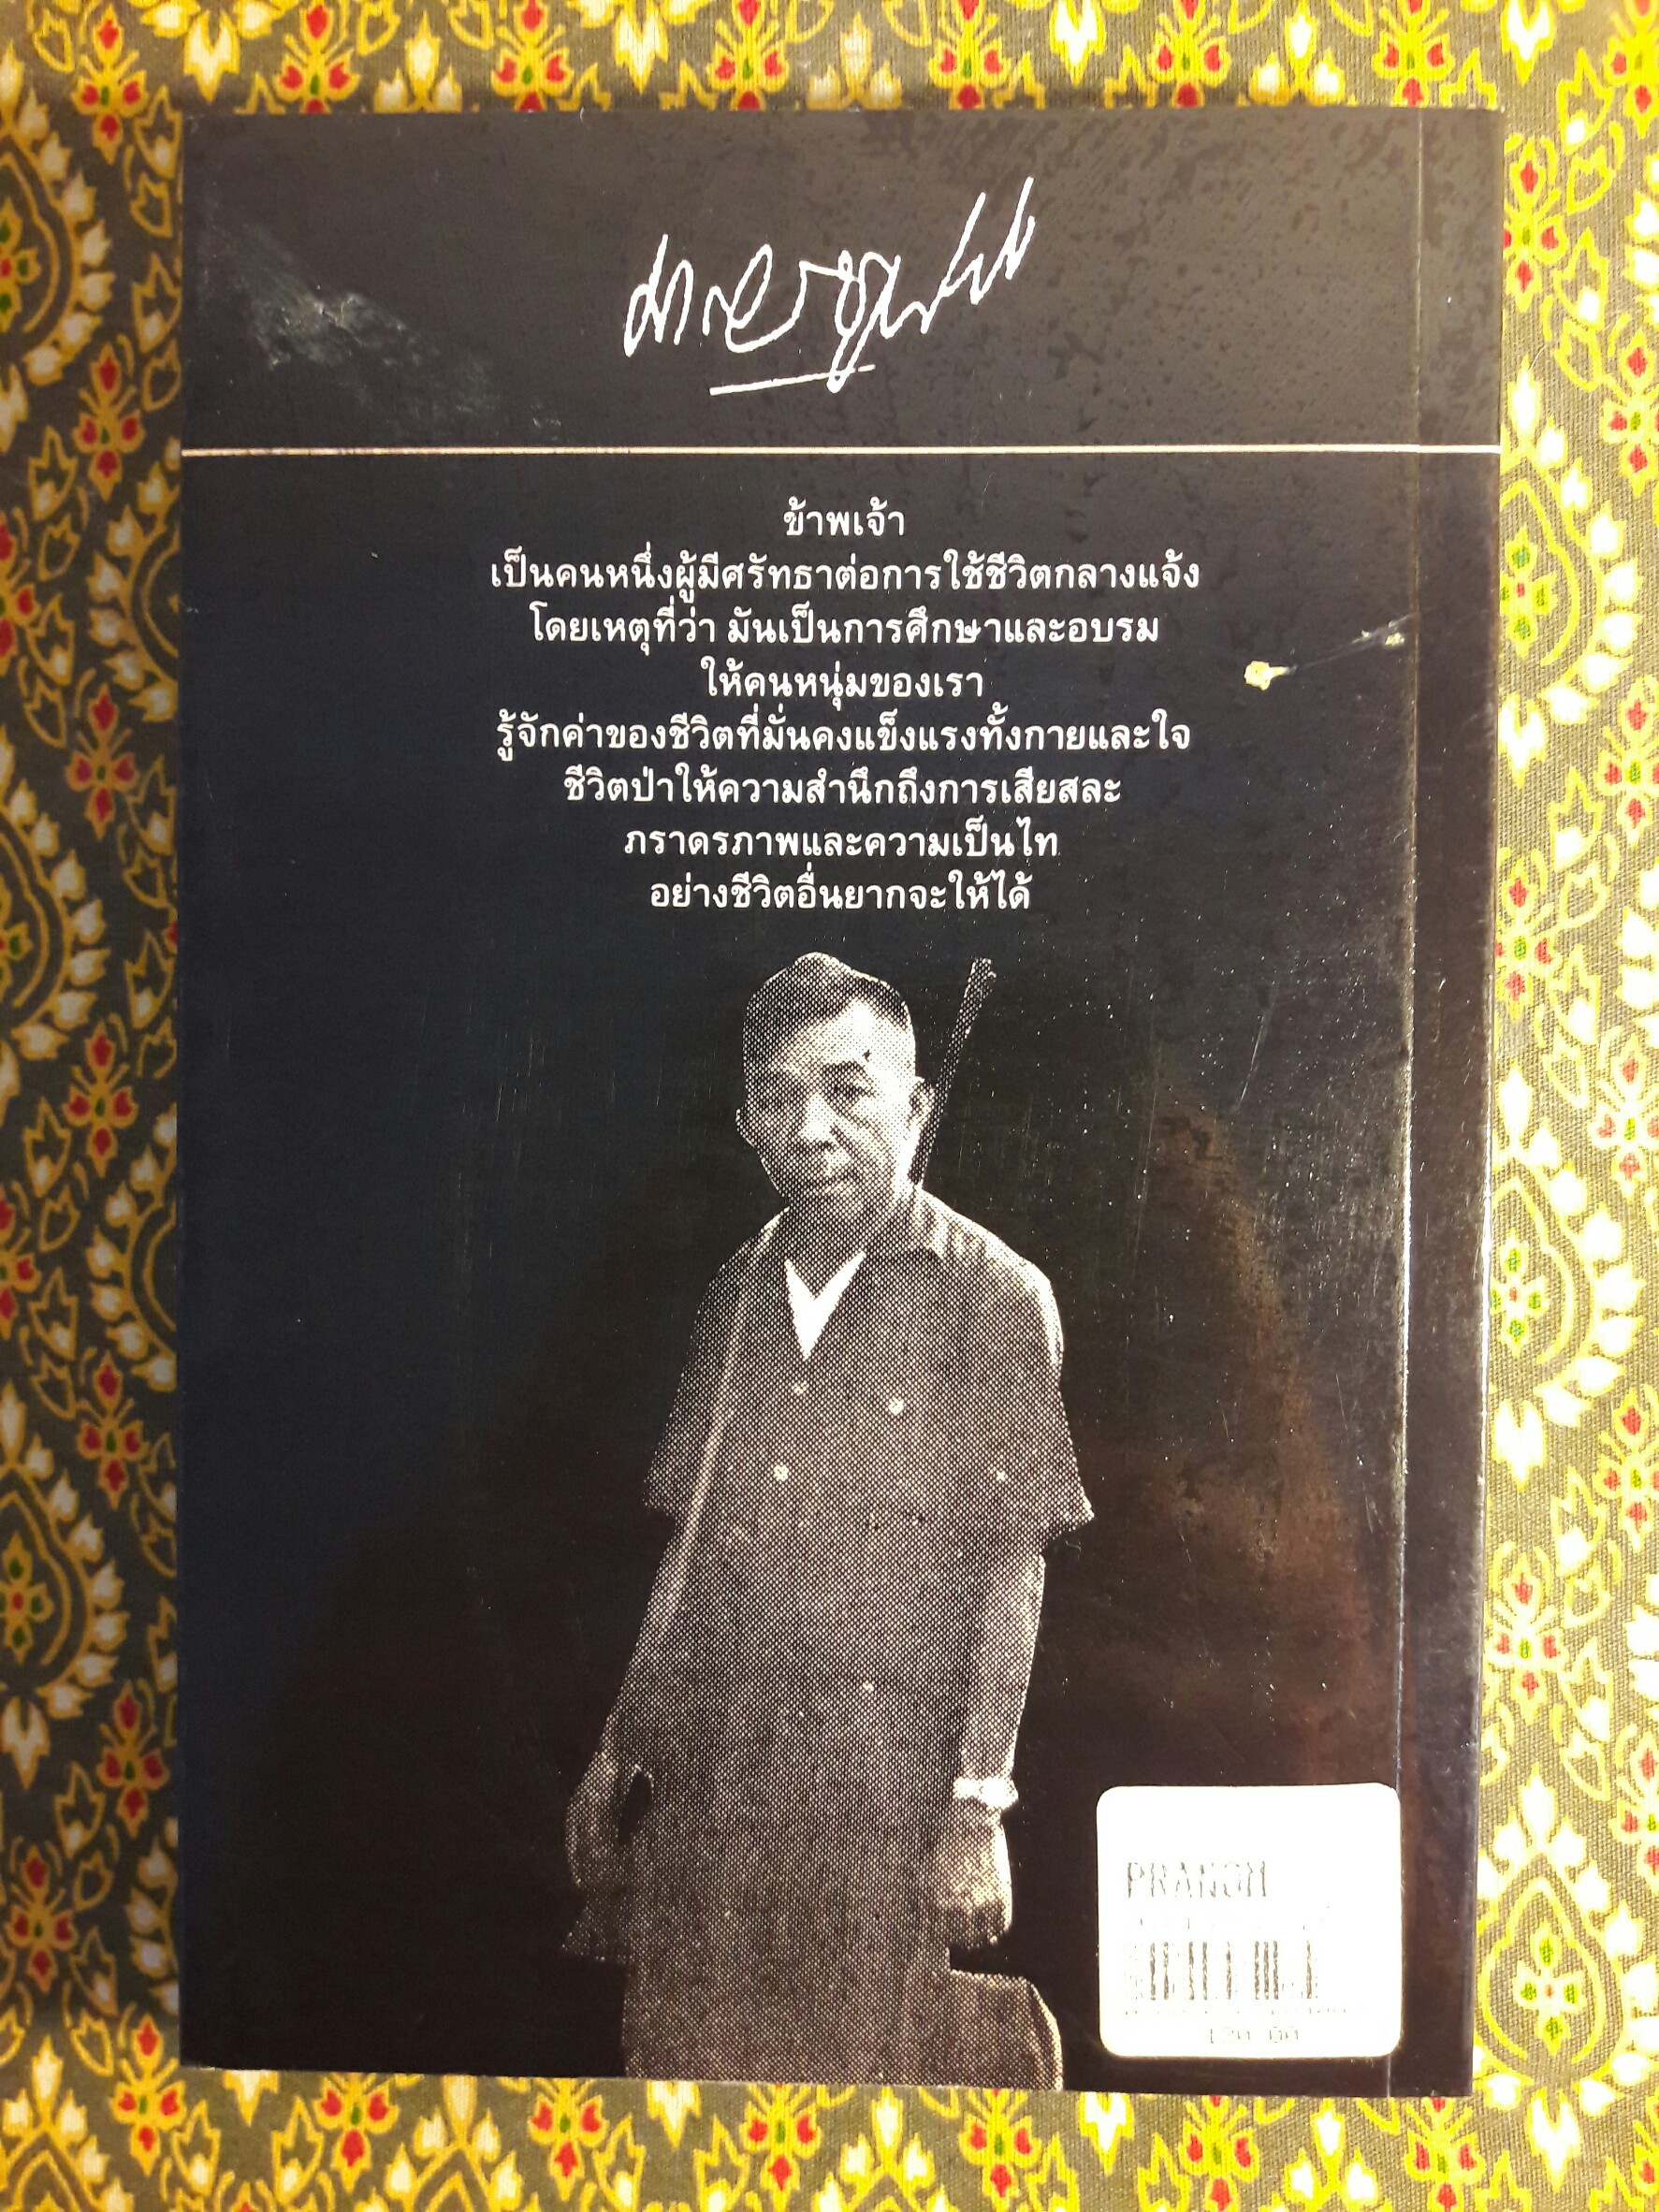 ข้าพเจ้า
เป็นคนหนึ่งผู้มีศรัทธาต่อการใช้ชีวิตกลางแจ้ง
โดยเหตุที่ว่า มันเป็นการศึกษาและอบรม
ให้คนหนุ่มของเรา
รู้จักค่าของชีวิตที่มั่นคงแข็งแรงทั้งกายและใจ
ชีวิตป่าให้ความสำนึกถึงการเสียสละ
ภราดรภาพและความเป็นไท
อย่างชีวิตอื่นยากจะให้ได้